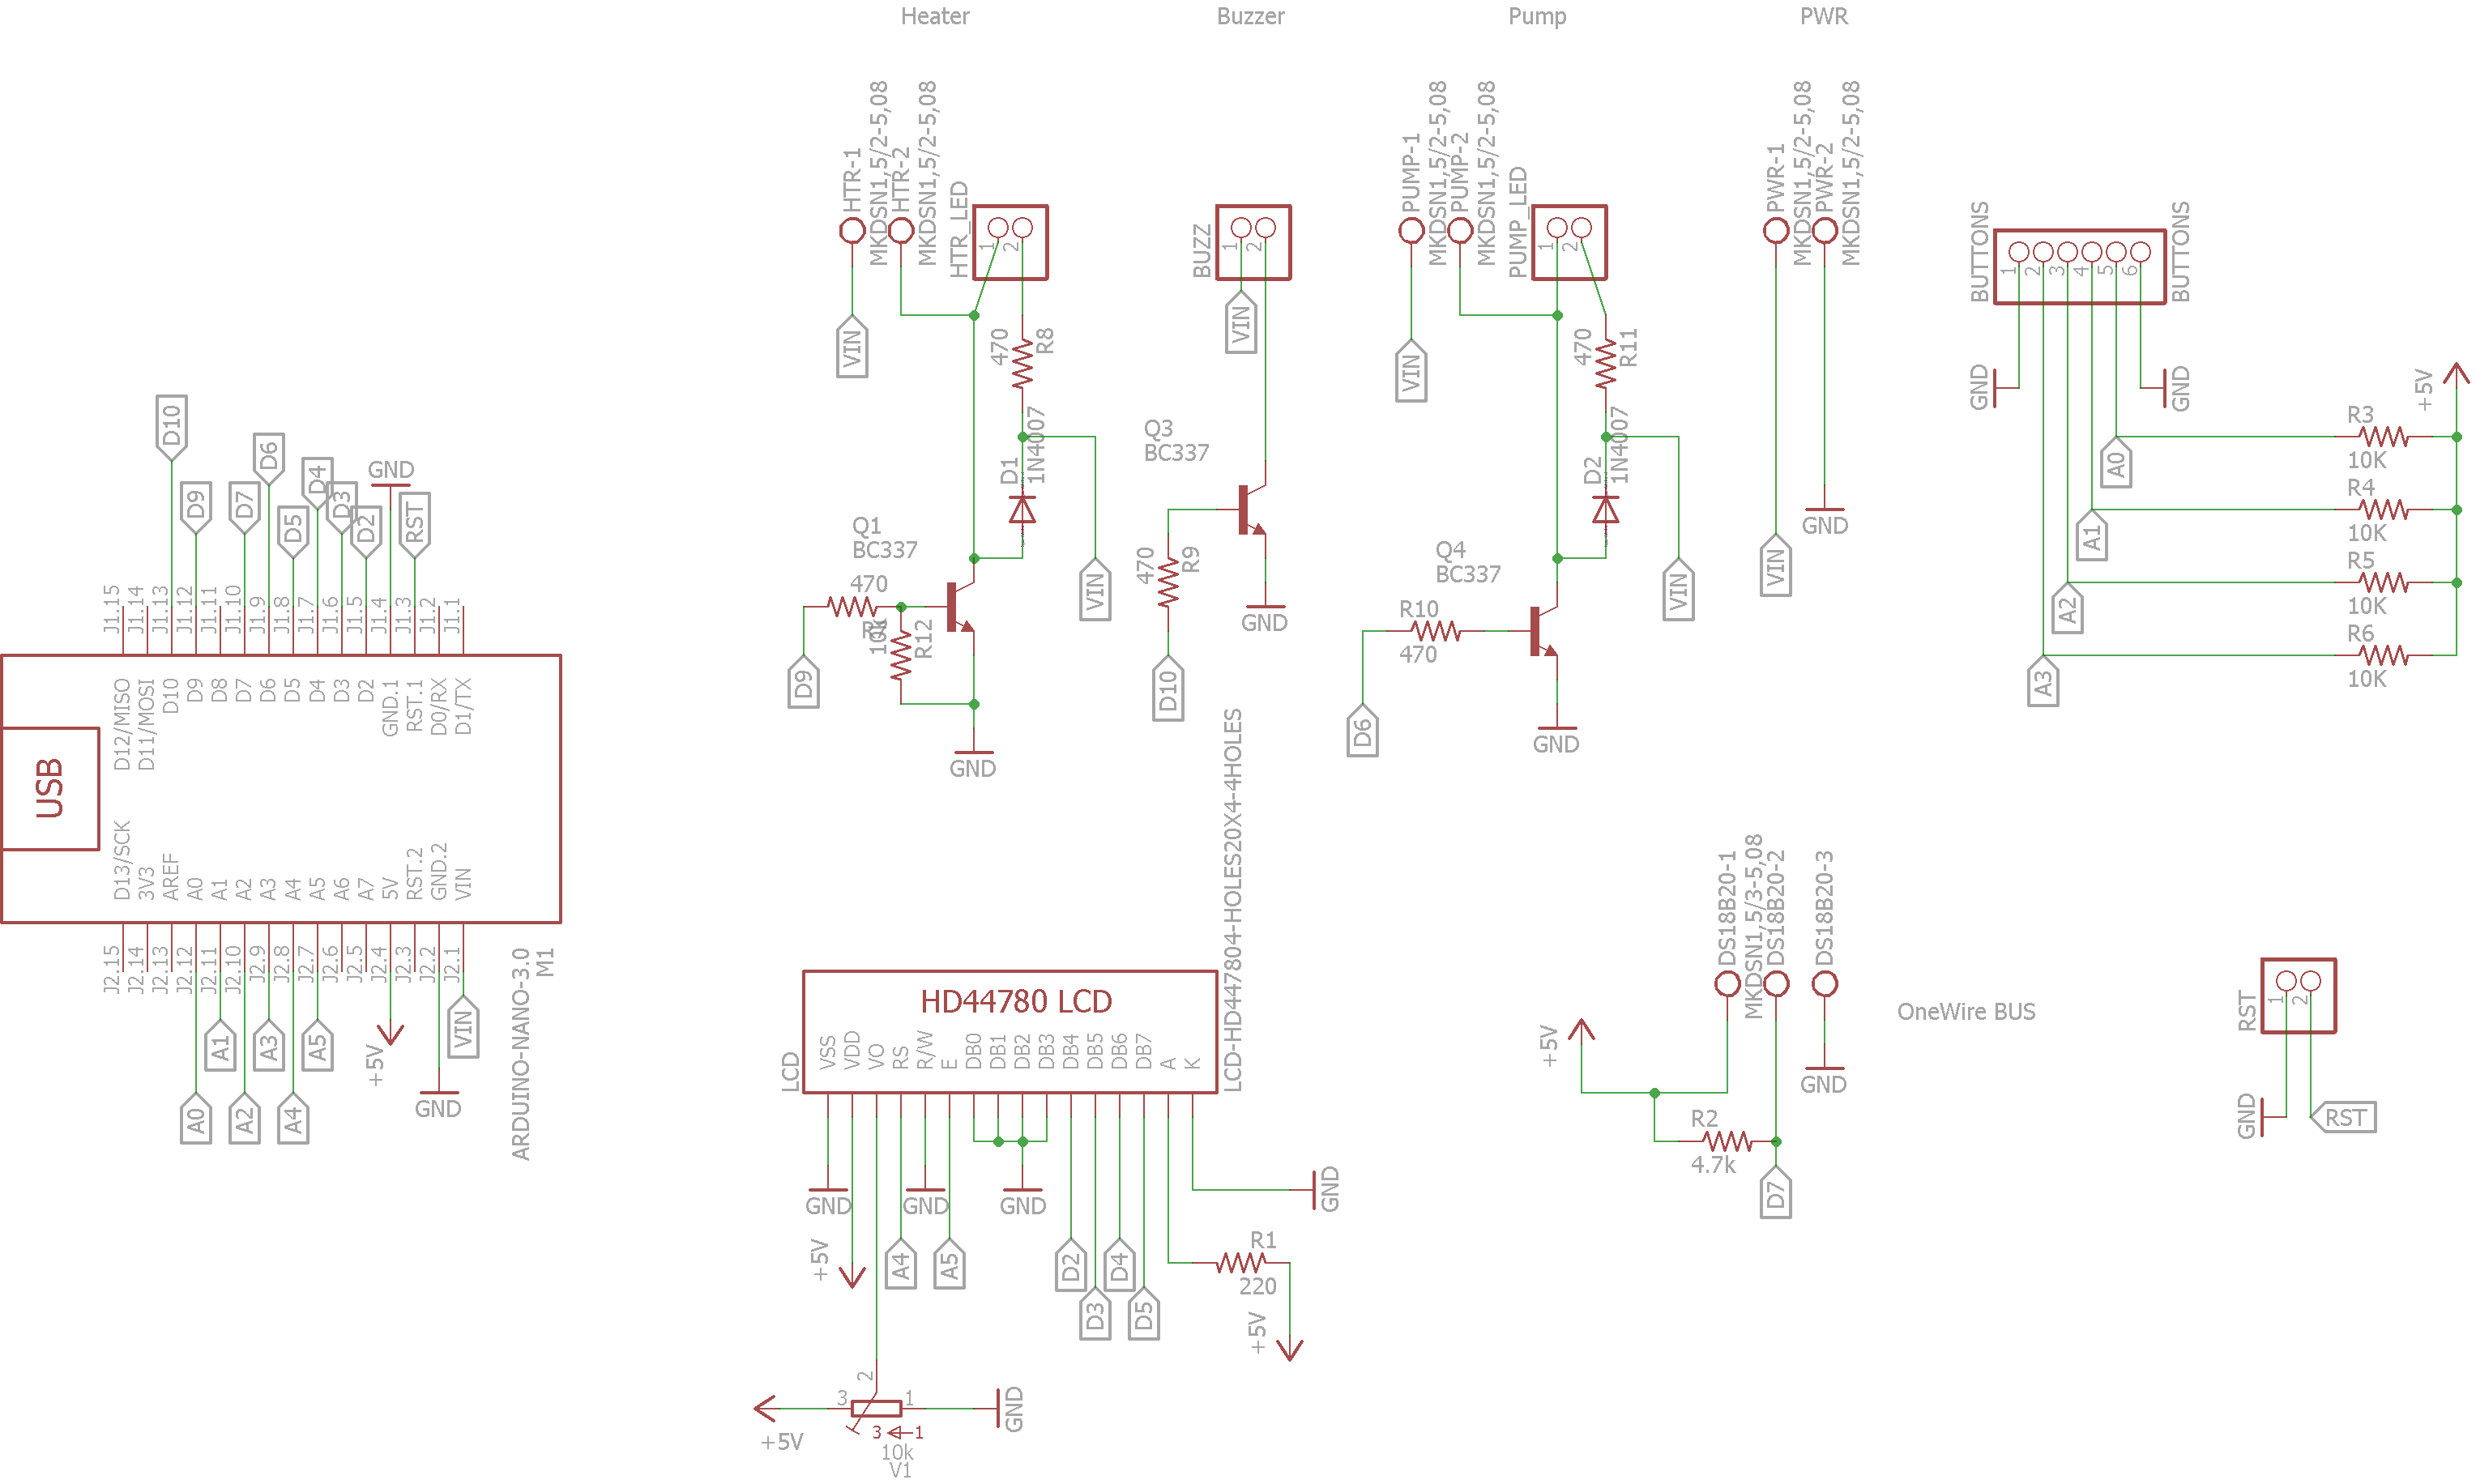 Heater
Buzzer
Pump
PWR
HTR-1
MKDSN1,5/2-5,08
HTR-2
MKDSN1,5/2-5,08
HTR_LED
1
2
VIN
470
R8
D1
1N4007
VIN
Q1
BC337
470
10K
R12
D9
GND
BUZZ
1
2
VIN
Q3
BC337
470
R9
D10
GND
PUMP-1
MKDSN1,5/2-5,08
PUMP-2
MKDSN1,5/2-5,08
PUMP_LED
1
2
VIN
470
R11
D2
1N4007
VIN
Q4
BC337
R10
470
D6
GND
PWR-1
MKDSN1,5/2-5,08
PWR-2
MKDSN1,5/2-5,08
VIN
GND
BUTTONS
1
2
3
4
5
6
BUTTONS
GND
GND
+5V
R3
10K
A0
R4
10K
A1
R5
10K
A2
R6
10K
A3
D10
D9
D7
D6
D5
D4
D3
D2
GND
RST
J1.15
J1.14
J1.13
J1.12
J1.11
J1.10
J1.9
J1.8
J1.7
J1.6
J1.5
J1.4
J1.3
J1.2
J1.1
D12/MISO
D11/MOSI
D10
D9
D8
D7
D6
D5
D4
D3
D2
GND.1
RST.1
D0/RX
D1/TX
USB
D13/SCK
3V3
AREF
A0
A1
A2
A3
A4
A5
A6
A7
5V
RST.2
GND.2
VIN
J2.15
J2.14
J2.13
J2.12
J2.11
J2.10
J2.9
J2.8
J2.7
J2.6
J2.5
J2.4
J2.3
J2.2
J2.1
ARDUINO-NANO-3.0
M1
A0
A1
A2
A3
A4
A5
+5V
GND
VIN
LCD
HD44780 LCD
VSS
VDD
VO
RS
R/W
E
DB0
DB1
DB2
DB3
DB4
DB5
DB6
DB7
A
K
LCD-HD447804-HOLES20X4-4HOLES
GND
GND
GND
GND
+5V
A4
A5
D2
D3
D4
D5
R1
220
+5V
2
3
1
+5V
GND
3
1
10k
V1
DS18B20-1
MKDSN1,5/3-5,08
DS18B20-2
DS18B20-3
+5V
GND
R2
4.7k
D7
OneWire BUS
RST
1
2
GND
RST